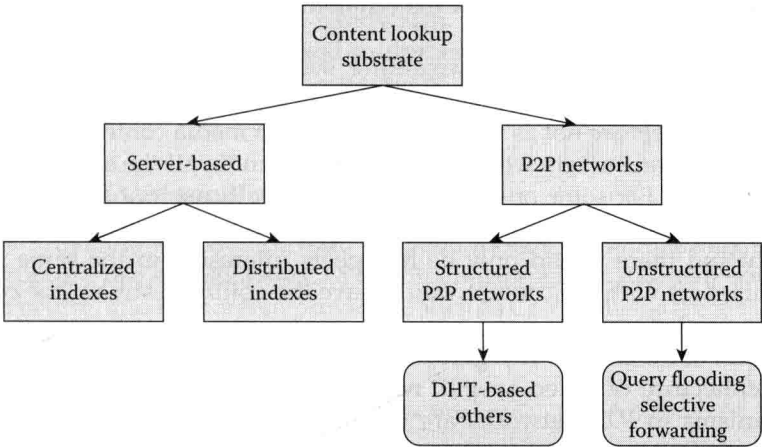 Content lookup
substrate
Server-based
P2P networks
Centralized
indexes
Distributed
indexes
Structured
P2P networks
Unstructured
P2P networks
DHT-based
others
Query flooding
selective
forwarding